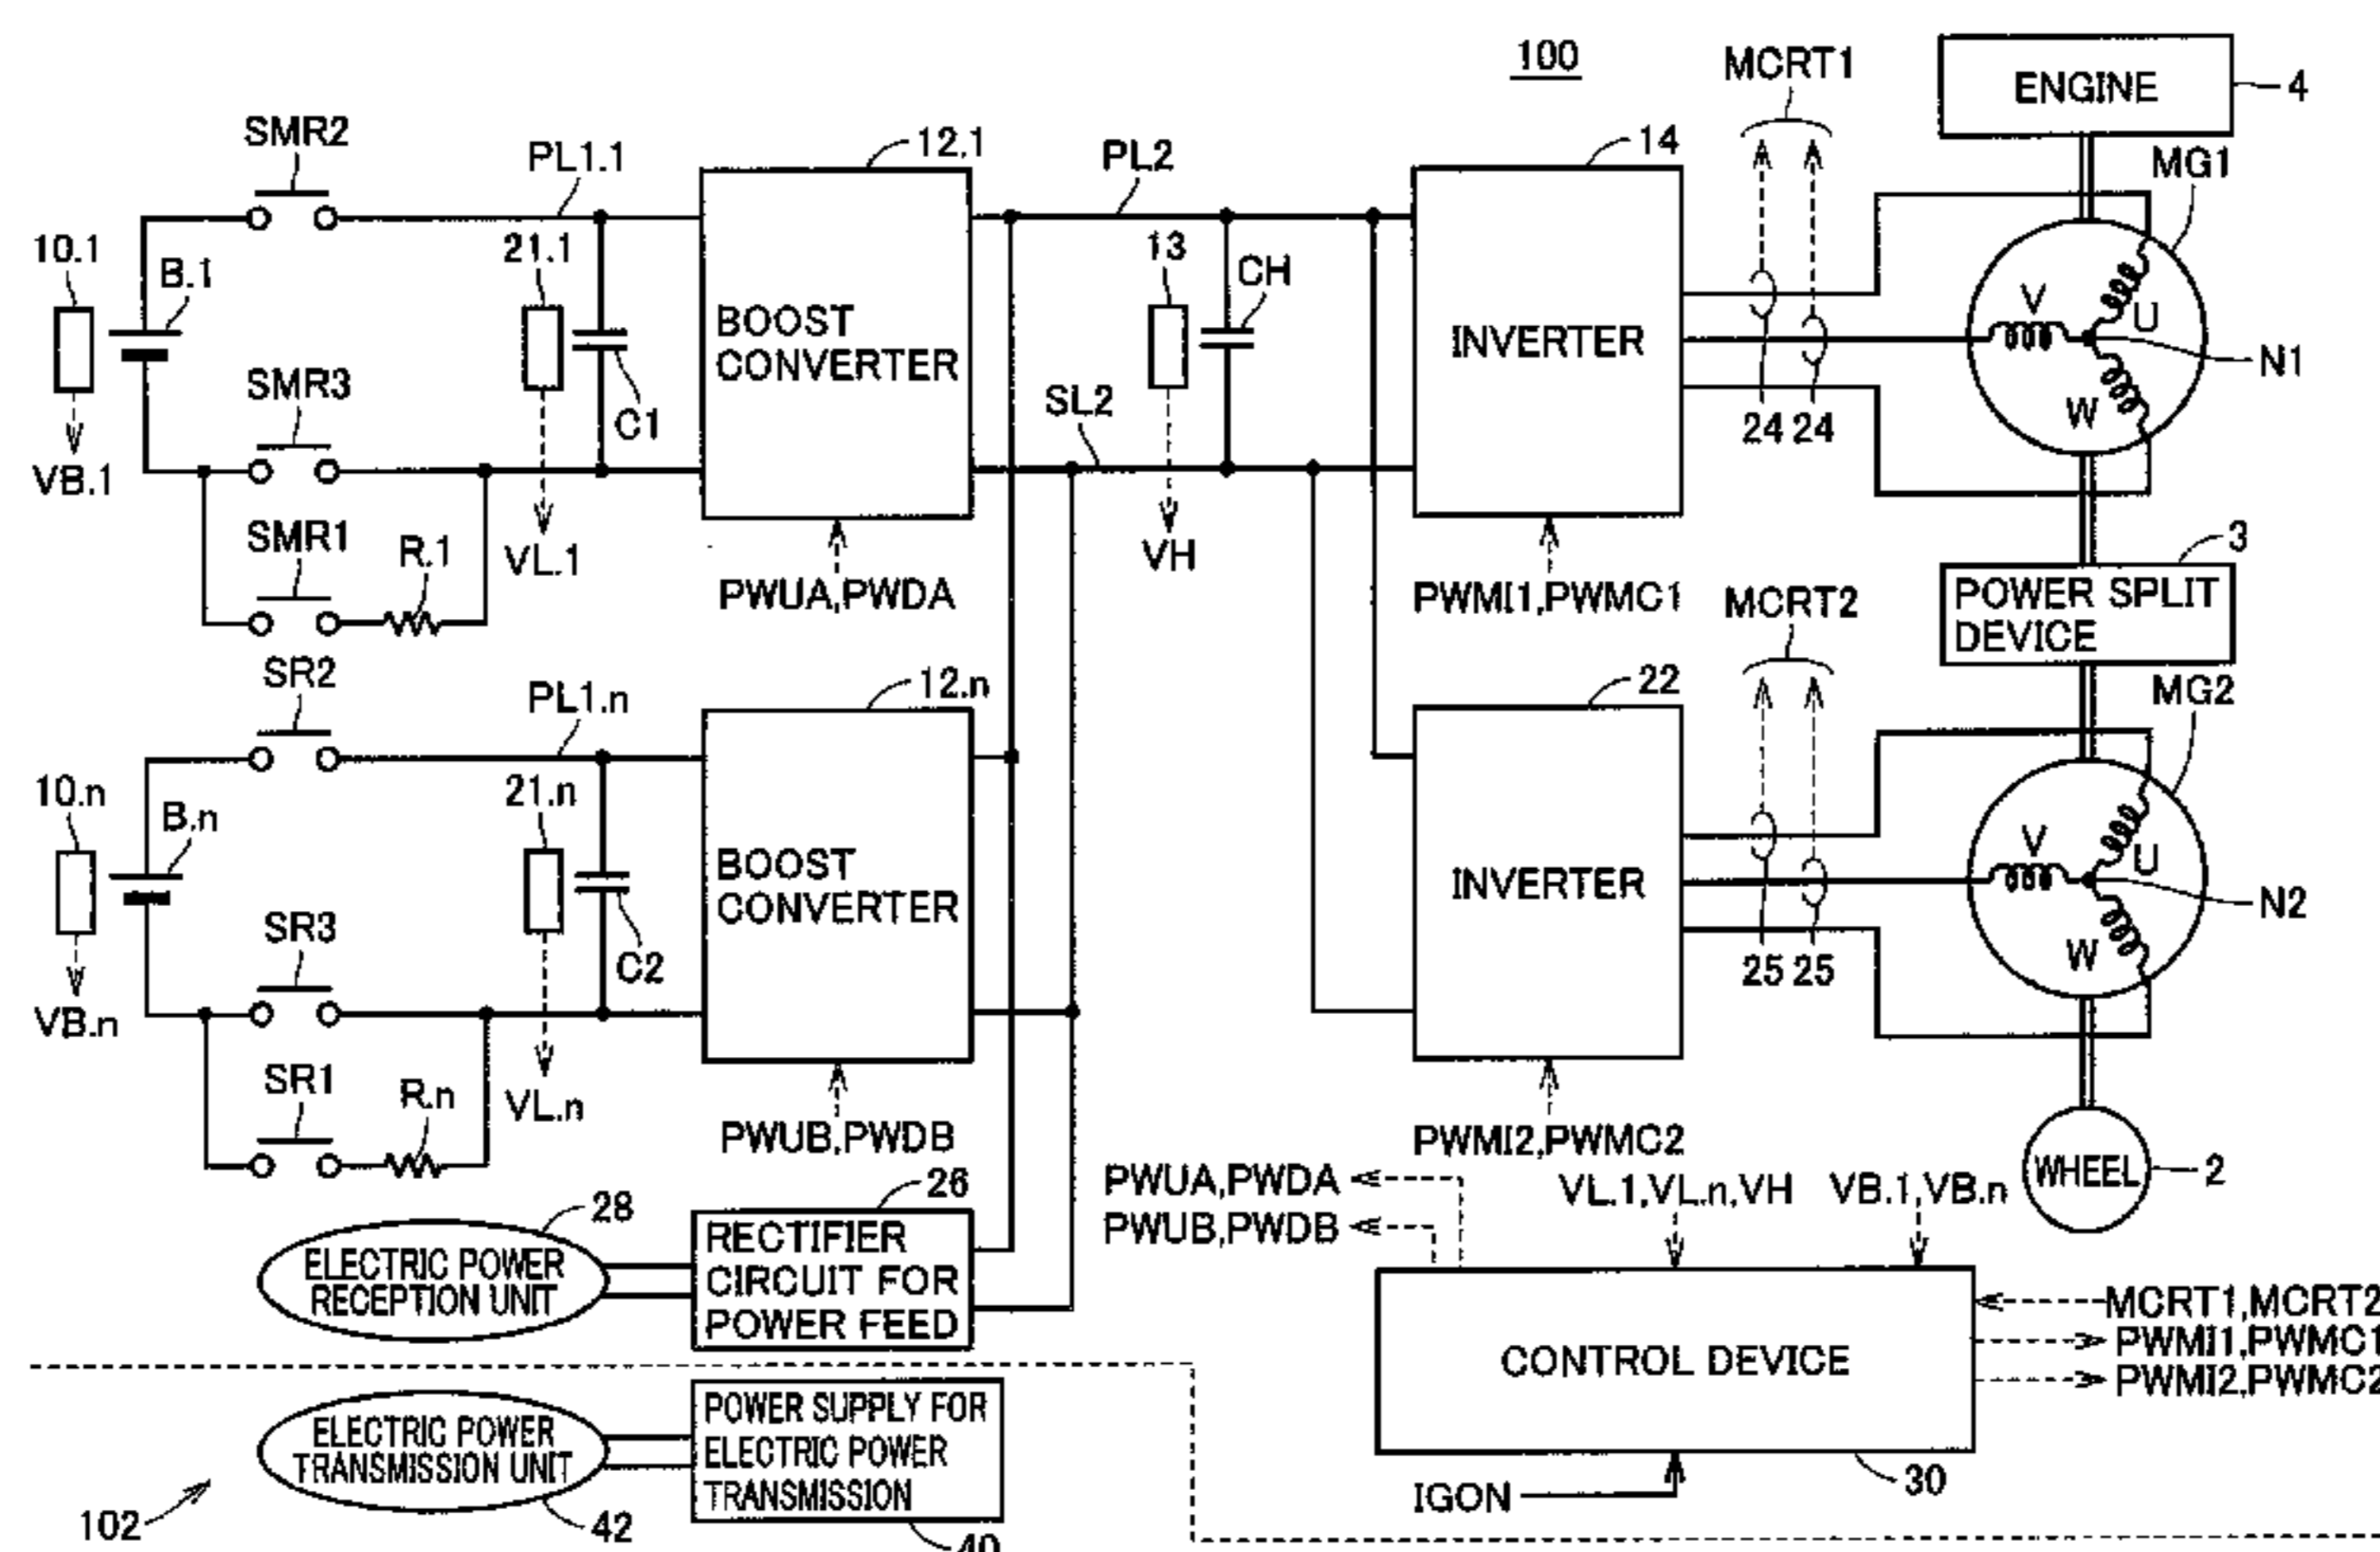 100
MCRT1
ENGINE
4
SMR2
PL1.1
12.1
PL2
14
MG1
10.1
B.1
21.1
13
CH
BOOST
CONVERTER
INVERTER
V
U
W
N1
SMR3
C1
SL2
24
24
VB.1
SMR1
R.1
VL.1
VH
PWUA,PWDA
PWMI1,PWMC1
MCRT2
3
POWER SPLIT
DEVICE
SR2
PL1.n
12.n
22
MG2
10.n
B.n
21.n
BOOST
CONVERTER
INVERTER
V
U
W
N2
SR3
C2
25
25
VB.n
SR1
R.n
VL.n
PWUB,PWDB
PWMI2,PWMC2
WHEEL
2
28
26
ELECTRIC POWER
RECEPTION UNIT
RECTIFIER
CIRCUIT FOR
POWER FEED
PWUA,PWDA
PWUB,PWDB
VL.1,VL.n,VH
VB.1,VB.n
CONTROL DEVICE
MCRT1,MCRT2
PWMI1,PWMC1
PWMI2,PWMC2
IGON
30
ELECTRIC POWER
TRANSMISSION UNIT
POWER SUPPLY FOR
ELECTRIC POWER
TRANSMISSION
102
42
40